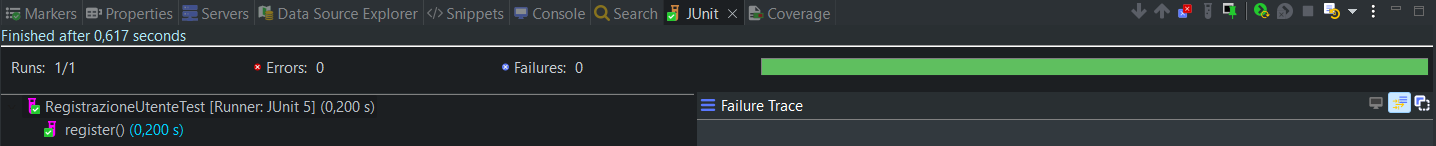 Markers Properties Servers Data Source Explorer Snippets Console Search JUnit Coverage
Finished after 0,617 seconds
Runs: 1/1 Errors: 0 Failures: 0
RegistrazioneUtenteTest [Runner: JUnit 5] (0,200 s)
Failure Trace
register() (0,200 s)